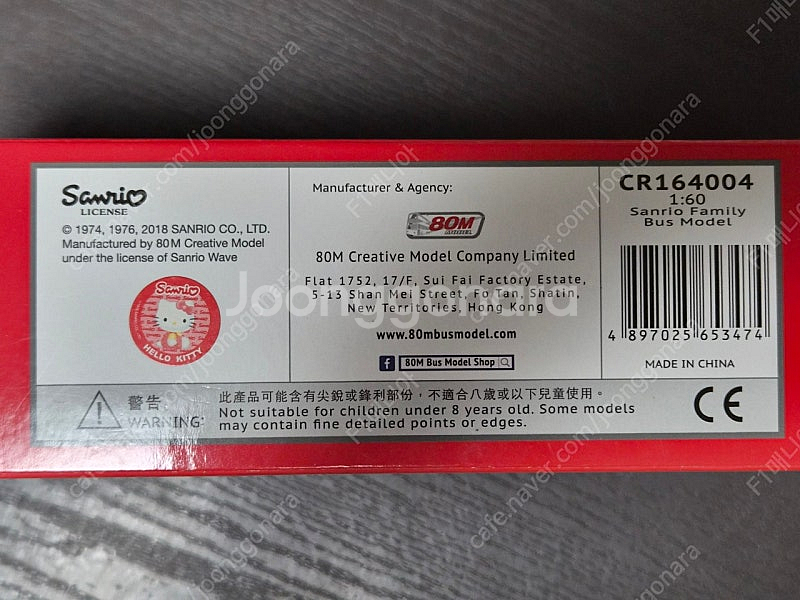 Sanrio
LICENSE
© 1974, 1976, 2018 SANRIO CO., LTD.
Manufactured by 80M Creative Model
under the license of Sanrio Wave
Sanrio
HELLO KITTY
Manufacturer & Agency:
80M
MODEL
80M Creative Model Company Limited
Flat 1752, 17/F, Sui Fai Factory Estate,
5-13 Shan Mei Street, Fo Tan, Shatin,
New Territories, Hong Kong
www.80mbusmodel.com
f 80M Bus Model Shop
CR164004
1:60
Sanrio Family
Bus Model
4 897025 653474
MADE IN CHINA
警告
WARNING:
此產品可能含有尖銳或鋒利部份，不適合八歲或以下兒童使用。
Not suitable for children under 8 years old. Some models
may contain fine detailed points or edges.
CE
Joonggonara
cafe.naver.com/joonggonara